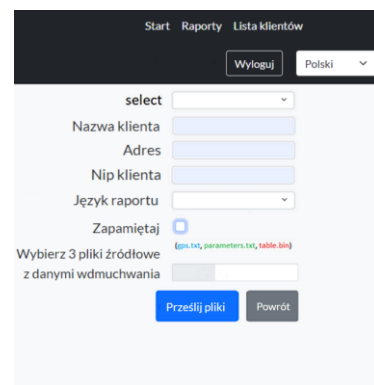 Start Raporty Lista klientów
Wyloguj Polski
select
Nazwa klienta
Adres
Nip klienta
Język raportu
Zapamiętaj
(gps.txt, parameters.txt, table.bin)
Wybierz 3 pliki źródłowe
z danymi wdmuchwania
Prześlij pliki Powrót